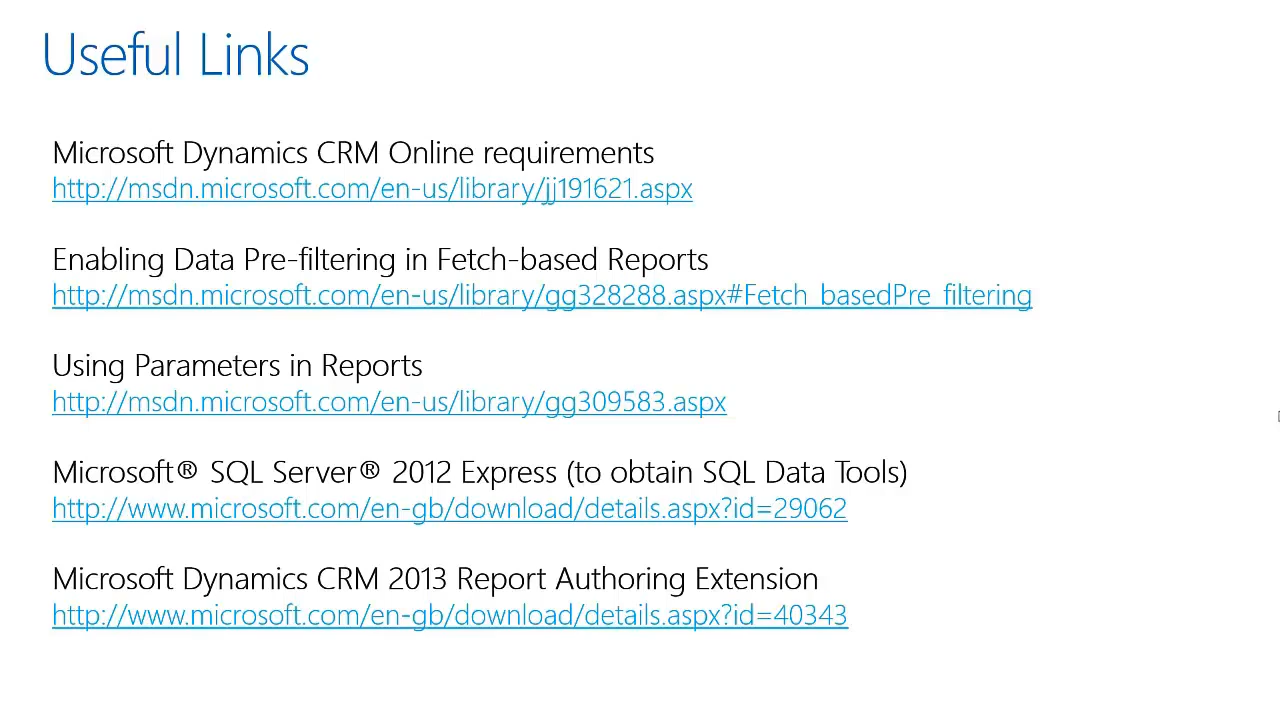 Useful Links
Microsoft Dynamics CRM Online requirements
http://msdn.microsoft.com/en-us/library/jj191621.aspx
Enabling Data Pre-filtering in Fetch-based Reports
http://msdn.microsoft.com/en-us/library/gg328288.aspx#Fetch_basedPre_filtering
Using Parameters in Reports
http://msdn.microsoft.com/en-us/library/gg309583.aspx
Microsoft® SQL Server® 2012 Express (to obtain SQL Data Tools)
http://www.microsoft.com/en-gb/download/details.aspx?id=29062
Microsoft Dynamics CRM 2013 Report Authoring Extension
http://www.microsoft.com/en-gb/download/details.aspx?id=40343